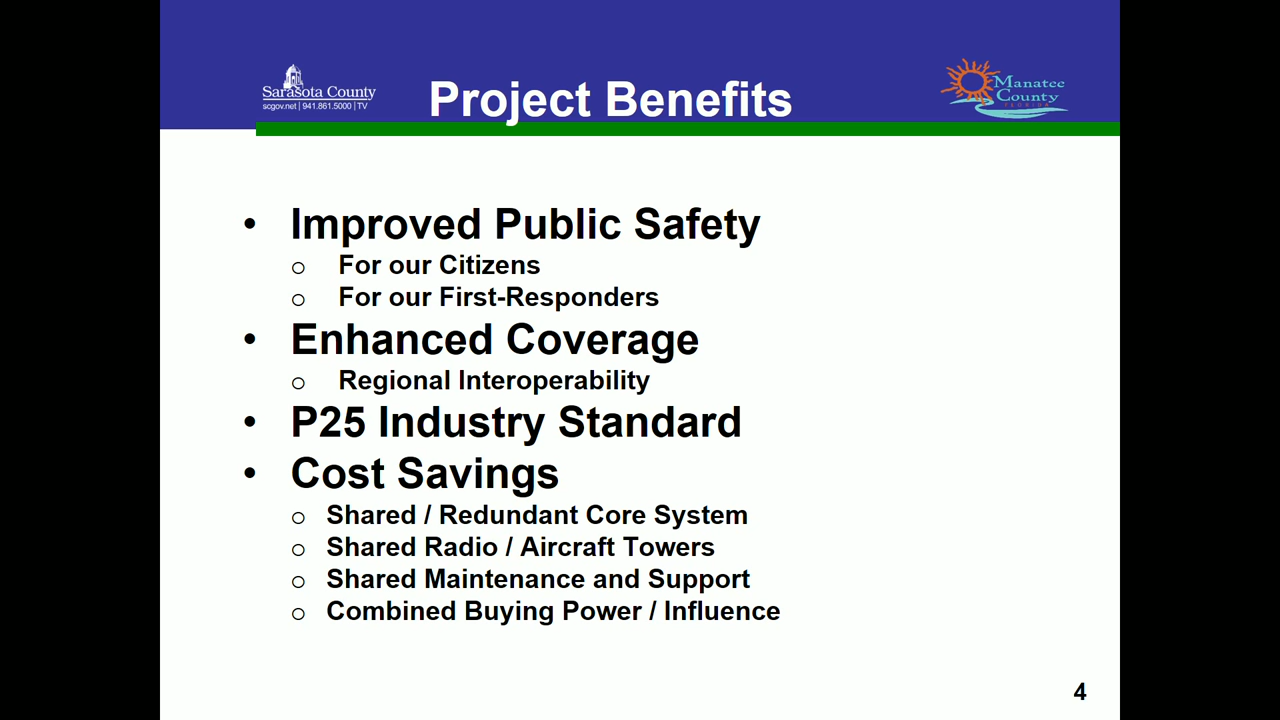 Sarasota County
scgov.net | 941.861.5000 | TV
Project Benefits
Manatee
County
FLORIDA
• Improved Public Safety
o For our Citizens
o For our First-Responders
• Enhanced Coverage
o Regional Interoperability
• P25 Industry Standard
• Cost Savings
o Shared / Redundant Core System
o Shared Radio / Aircraft Towers
o Shared Maintenance and Support
o Combined Buying Power / Influence
4